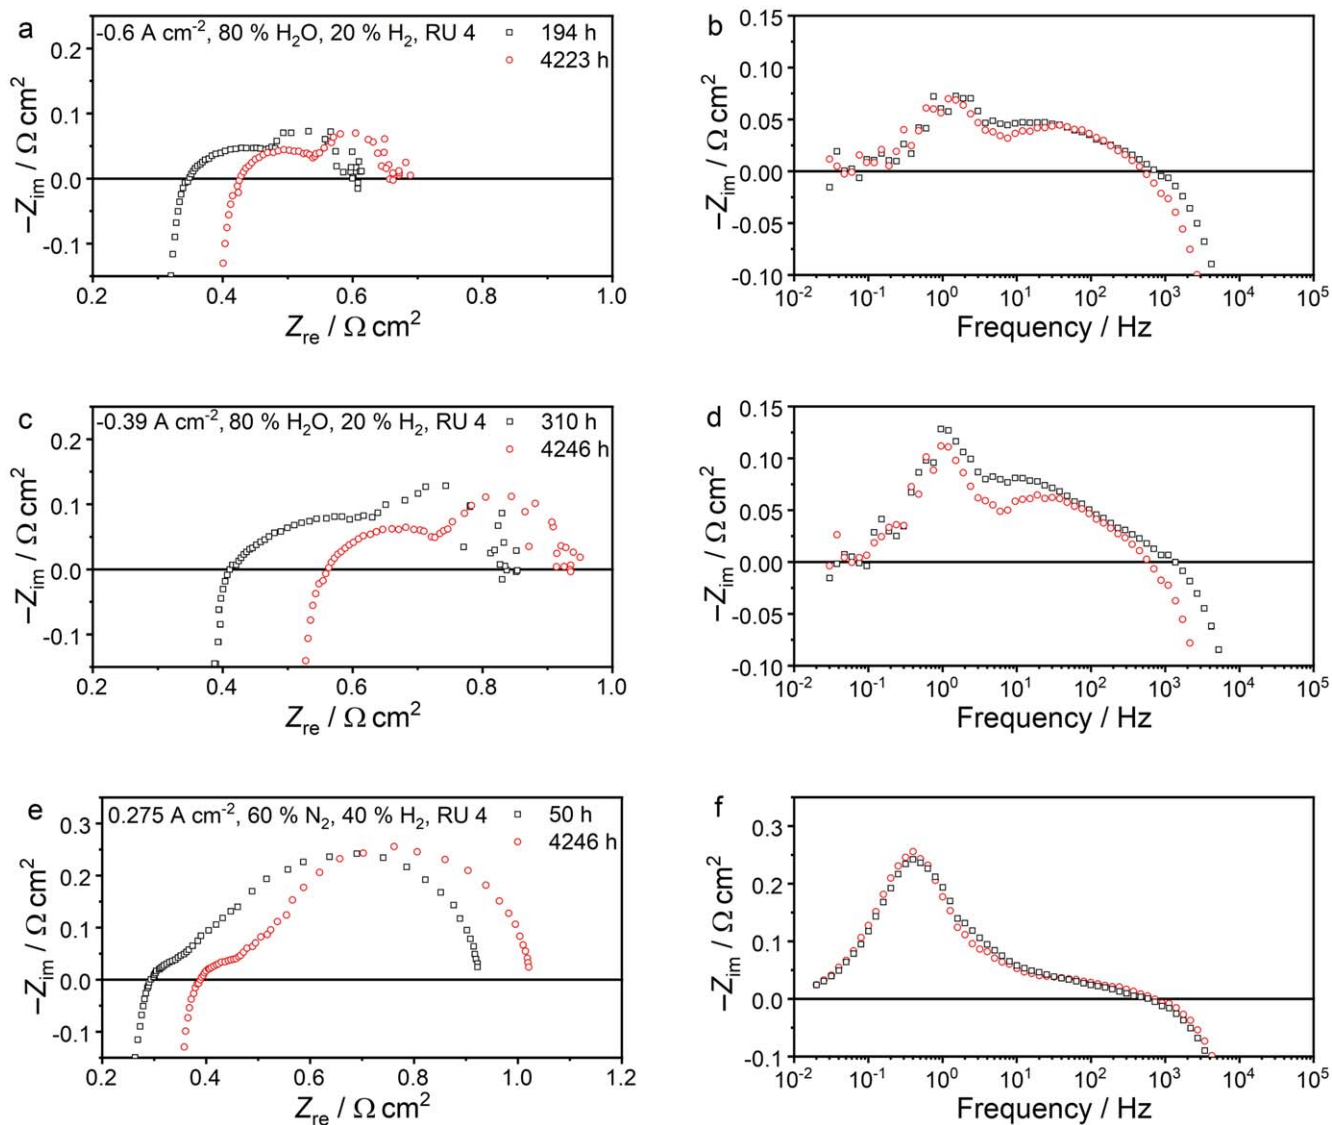 a
-0.6 A cm-2, 80 % H2O, 20 % H2, RU 4
194 h
4223 h
0.2
0.1
0.0
-0.1
0.2 0.4 0.6 0.8 1.0
−Zim / Ω cm2
Zre / Ω cm2
b
0.15
0.10
0.05
0.00
-0.05
-0.10
10-2 10-1 100 101 102 103 104 105
−Zim / Ω cm2
Frequency / Hz
c
-0.39 A cm-2, 80 % H2O, 20 % H2, RU 4
310 h
4246 h
0.2
0.1
0.0
-0.1
0.2 0.4 0.6 0.8 1.0
−Zim / Ω cm2
Zre / Ω cm2
d
0.15
0.10
0.05
0.00
-0.05
-0.10
10-2 10-1 100 101 102 103 104 105
−Zim / Ω cm2
Frequency / Hz
e
0.275 A cm-2, 60 % N2, 40 % H2, RU 4
50 h
4246 h
0.3
0.2
0.1
0.0
-0.1
0.2 0.4 0.6 0.8 1.0 1.2
−Zim / Ω cm2
Zre / Ω cm2
f
0.3
0.2
0.1
0.0
-0.1
10-2 10-1 100 101 102 103 104 105
−Zim / Ω cm2
Frequency / Hz